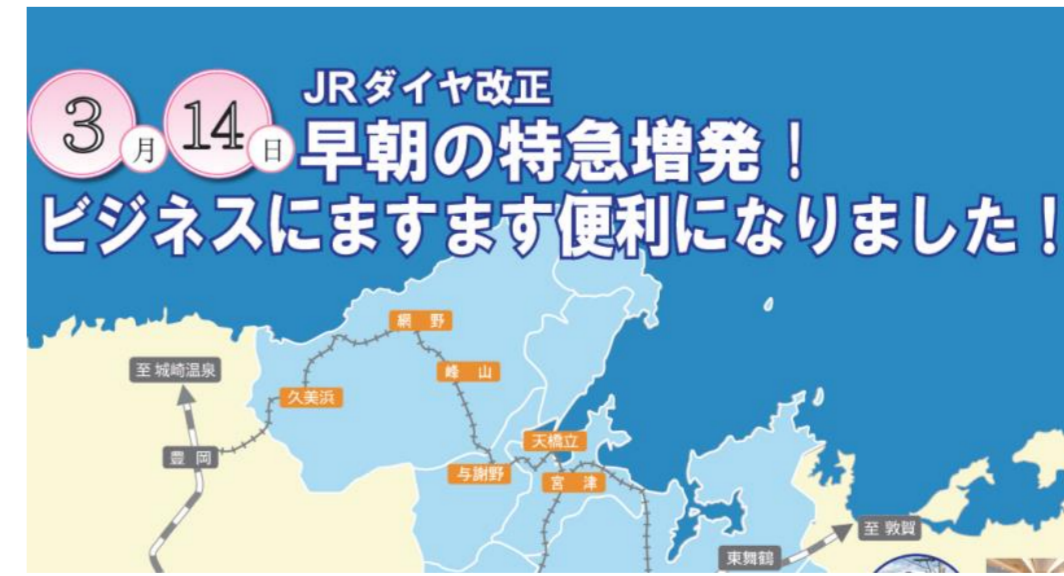 3月14日
JRダイヤ改正
早朝の特急増発！
ビジネスにますます便利になりました！
網野
至 城崎温泉
峰山
久美浜
天橋立
豊岡
与謝野
宮津
至 敦賀
東舞鶴